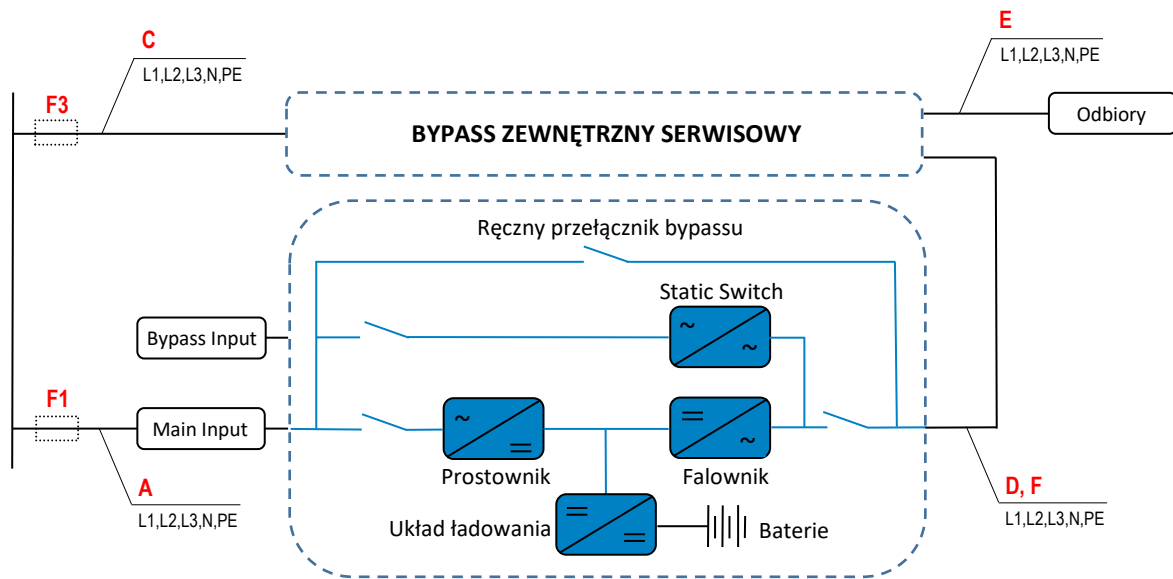 C
L1,L2,L3,N,PE
E
L1,L2,L3,N,PE
F3
BYPASS ZEWNĘTRZNY SERWISOWY
Odbiory
Ręczny przełącznik bypassu
Static Switch
~
~
Bypass Input
F1
Main Input
~
=
=
~
Prostownik
Falownik
A
L1,L2,L3,N,PE
D, F
L1,L2,L3,N,PE
Układ ładowania
=
=
Baterie